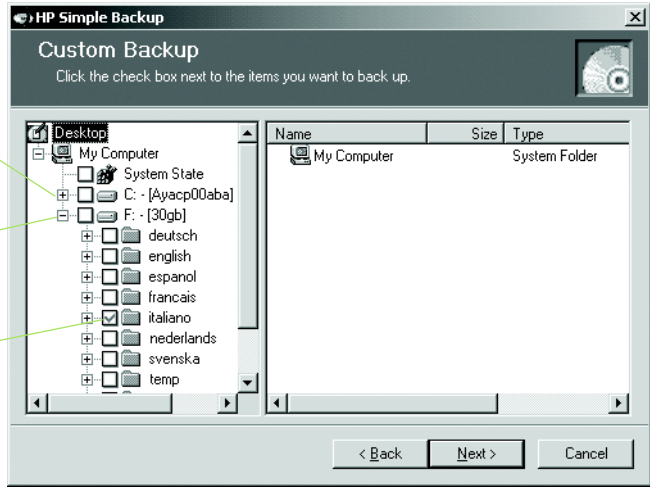 HP Simple Backup
Custom Backup
Click the check box next to the items you want to back up.
Desktop
My Computer
System State
C: - [Ayacp00aba]
F: - [30gb]
deutsch
english
espanol
francais
italiano
nederlands
svenska
temp
Name Size Type
My Computer System Folder
< Back Next > Cancel